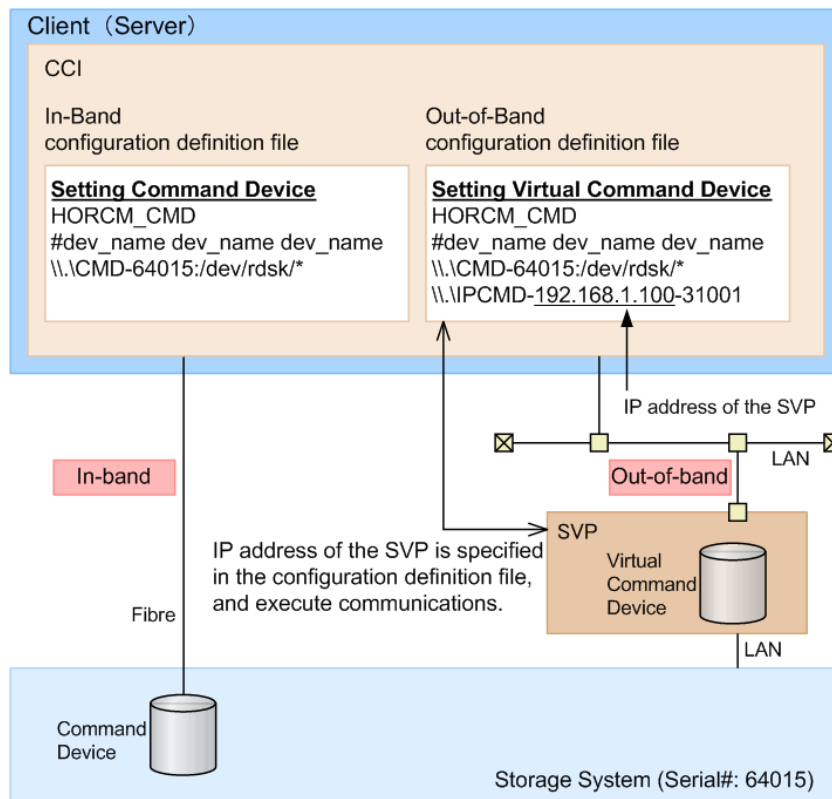 Client（Server）
CCI
In-Band
configuration definition file
Setting Command Device
HORCM_CMD
#dev_name dev_name dev_name
\\.\CMD-64015:/dev/rdsk/*
Out-of-Band
configuration definition file
Setting Virtual Command Device
HORCM_CMD
#dev_name dev_name dev_name
\\.\CMD-64015:/dev/rdsk/*
\\.\IPCMD-192.168.1.100-31001
IP address of the SVP
LAN
In-band
Out-of-band
IP address of the SVP is specified
in the configuration definition file,
and execute communications.
SVP
Virtual
Command
Device
Fibre
LAN
Command
Device
Storage System (Serial#: 64015)